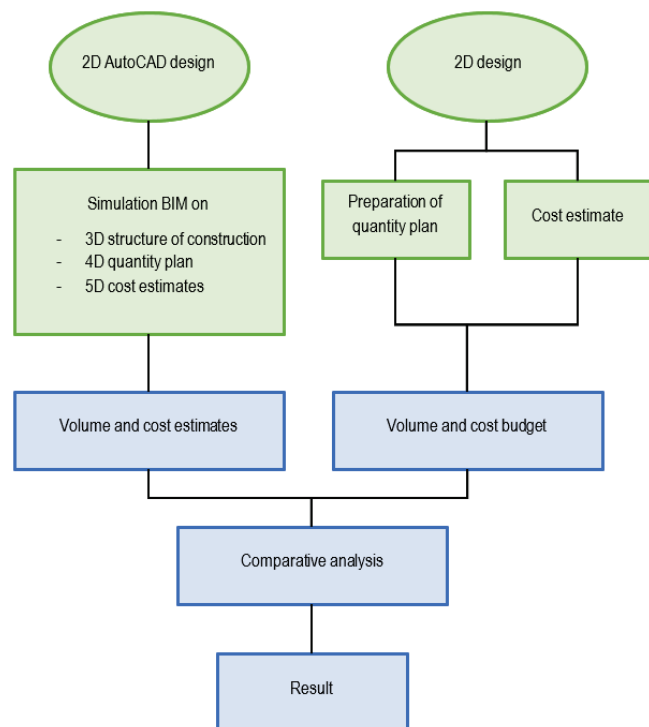 2D AutoCAD design
2D design
Simulation BIM on
- 3D structure of construction
- 4D quantity plan
- 5D cost estimates
Preparation of
quantity plan
Cost estimate
Volume and cost estimates
Volume and cost budget
Comparative analysis
Result